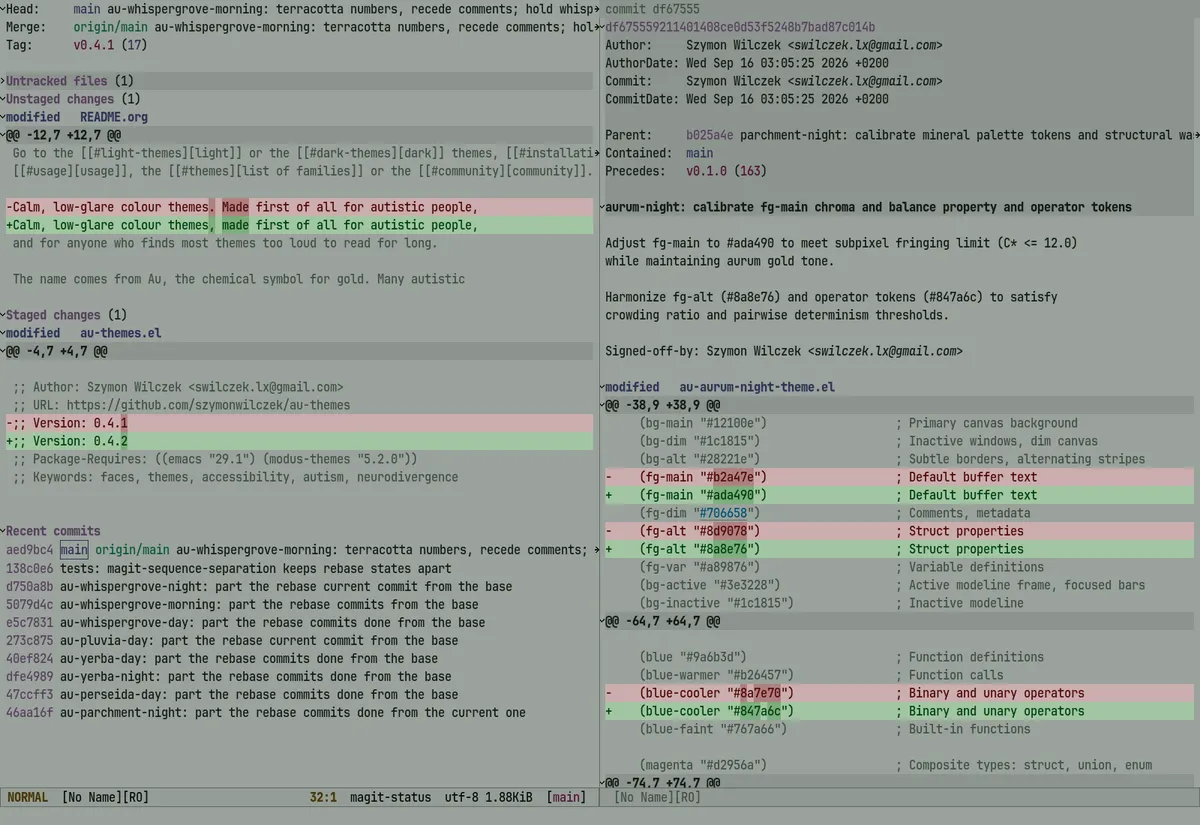 Head:     main au-whispergrove-morning: terracotta numbers, recede comments; hold whisp
Merge:    origin/main au-whispergrove-morning: terracotta numbers, recede comments; hol
Tag:      v0.4.1 (17)
Untracked files (1)
Unstaged changes (1)
modified   README.org
@@ -12,7 +12,7 @@
Go to the [[#light-themes][light]] or the [[#dark-themes][dark]] themes, [[#installati
[[#usage][usage]], the [[#themes][list of families]] or the [[#community][community]].
-Calm, low-glare colour themes. Made first of all for autistic people,
+Calm, low-glare colour themes, made first of all for autistic people,
and for anyone who finds most themes too loud to read for long.
The name comes from Au, the chemical symbol for gold. Many autistic
Staged changes (1)
modified   au-themes.el
@@ -4,7 +4,7 @@
;; Author: Szymon Wilczek <swilczek.lx@gmail.com>
;; URL: https://github.com/szymonwilczek/au-themes
-;; Version: 0.4.1
+;; Version: 0.4.2
;; Package-Requires: ((emacs "29.1") (modus-themes "5.2.0"))
;; Keywords: faces, themes, accessibility, autism, neurodivergence
Recent commits
aed9bc4 main origin/main au-whispergrove-morning: terracotta numbers, recede comments;
138c0e6 tests: magit-sequence-separation keeps rebase states apart
d750a8b au-whispergrove-night: part the rebase current commit from the base
5079d4c au-whispergrove-morning: part the rebase commits from the base
e5c7831 au-whispergrove-day: part the rebase commits done from the base
273c875 au-pluvia-day: part the rebase current commit from the base
40ef824 au-yerba-day: part the rebase commits done from the base
dfe4989 au-yerba-night: part the rebase commits done from the base
47ccff3 au-perseida-day: part the rebase commits done from the base
46aa16f au-parchment-night: part the rebase commits done from the current one
NORMAL  [No Name][RO]  32:1  magit-status  utf-8 1.88KiB  [main]
commit df67555
df675559211401408ce0d53f5248b7bad87c014b
Author:     Szymon Wilczek <swilczek.lx@gmail.com>
AuthorDate: Wed Sep 16 03:05:25 2026 +0200
Commit:     Szymon Wilczek <swilczek.lx@gmail.com>
CommitDate: Wed Sep 16 03:05:25 2026 +0200
Parent:     b025a4e parchment-night: calibrate mineral palette tokens and structural wa
Contained:  main
Precedes:   v0.1.0 (163)
aurum-night: calibrate fg-main chroma and balance property and operator tokens
Adjust fg-main to #ada490 to meet subpixel fringing limit (C* <= 12.0)
while maintaining aurum gold tone.
Harmonize fg-alt (#8a8e76) and operator tokens (#847a6c) to satisfy
crowding ratio and pairwise determinism thresholds.
Signed-off-by: Szymon Wilczek <swilczek.lx@gmail.com>
modified   au-aurum-night-theme.el
@@ -38,9 +38,9 @@
(bg-main "#12100e")   ; Primary canvas background
(bg-dim "#1c1815")   ; Inactive windows, dim canvas
(bg-alt "#28221e")   ; Subtle borders, alternating stripes
-    (fg-main "#b2a47e")   ; Default buffer text
+    (fg-main "#ada490")   ; Default buffer text
(fg-dim "#706658")   ; Comments, metadata
-    (fg-alt "#8d9078")   ; Struct properties
+    (fg-alt "#8a8e76")   ; Struct properties
(fg-var "#a89876")   ; Variable definitions
(bg-active "#3e3228")   ; Active modeline frame, focused bars
(bg-inactive "#1c1815")   ; Inactive modeline
@@ -64,7 +64,7 @@
(blue "#9a6b3d")   ; Function definitions
(blue-warmer "#b26457")   ; Function calls
-    (blue-cooler "#8a7e70")   ; Binary and unary operators
+    (blue-cooler "#847a6c")   ; Binary and unary operators
(blue-faint "#767a66")   ; Built-in functions
(magenta "#d2956a")   ; Composite types: struct, union, enum
@@ -74,7 +74,7 @@
[No Name][RO]